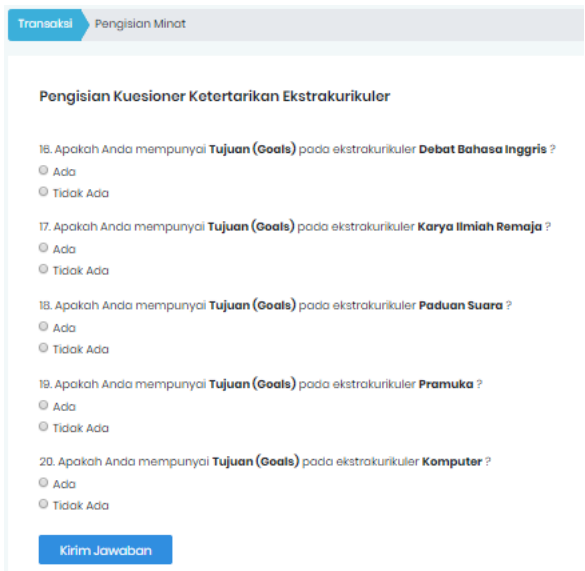 Transaksi Pengisian Minat
Pengisian Kuesioner Ketertarikan Ekstrakurikuler
16. Apakah Anda mempunyai Tujuan (Goals) pada ekstrakurikuler Debat Bahasa Inggris ?
Ada
Tidak Ada
17. Apakah Anda mempunyai Tujuan (Goals) pada ekstrakurikuler Karya Ilmiah Remaja ?
Ada
Tidak Ada
18. Apakah Anda mempunyai Tujuan (Goals) pada ekstrakurikuler Paduan Suara ?
Ada
Tidak Ada
19. Apakah Anda mempunyai Tujuan (Goals) pada ekstrakurikuler Pramuka ?
Ada
Tidak Ada
20. Apakah Anda mempunyai Tujuan (Goals) pada ekstrakurikuler Komputer ?
Ada
Tidak Ada
Kirim Jawaban